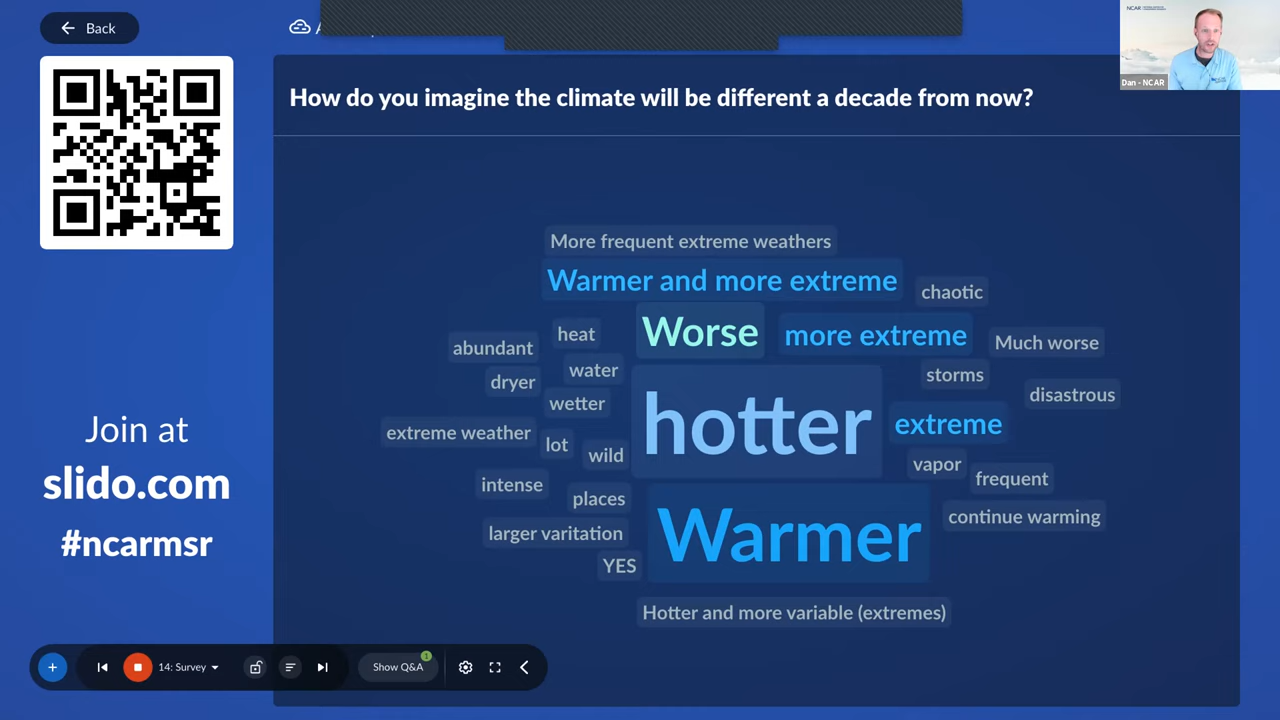 Back
NCAR
Dan - NCAR
How do you imagine the climate will be different a decade from now?
More frequent extreme weathers
Warmer and more extreme
chaotic
heat
Worse
more extreme
Much worse
abundant
water
storms
dryer
disastrous
wetter
hotter
extreme
extreme weather
lot
wild
vapor
frequent
intense
places
continue warming
larger varitation
Warmer
YES
Hotter and more variable (extremes)
Join at
slido.com
#ncarmsr
14: Survey
Show Q&A
1